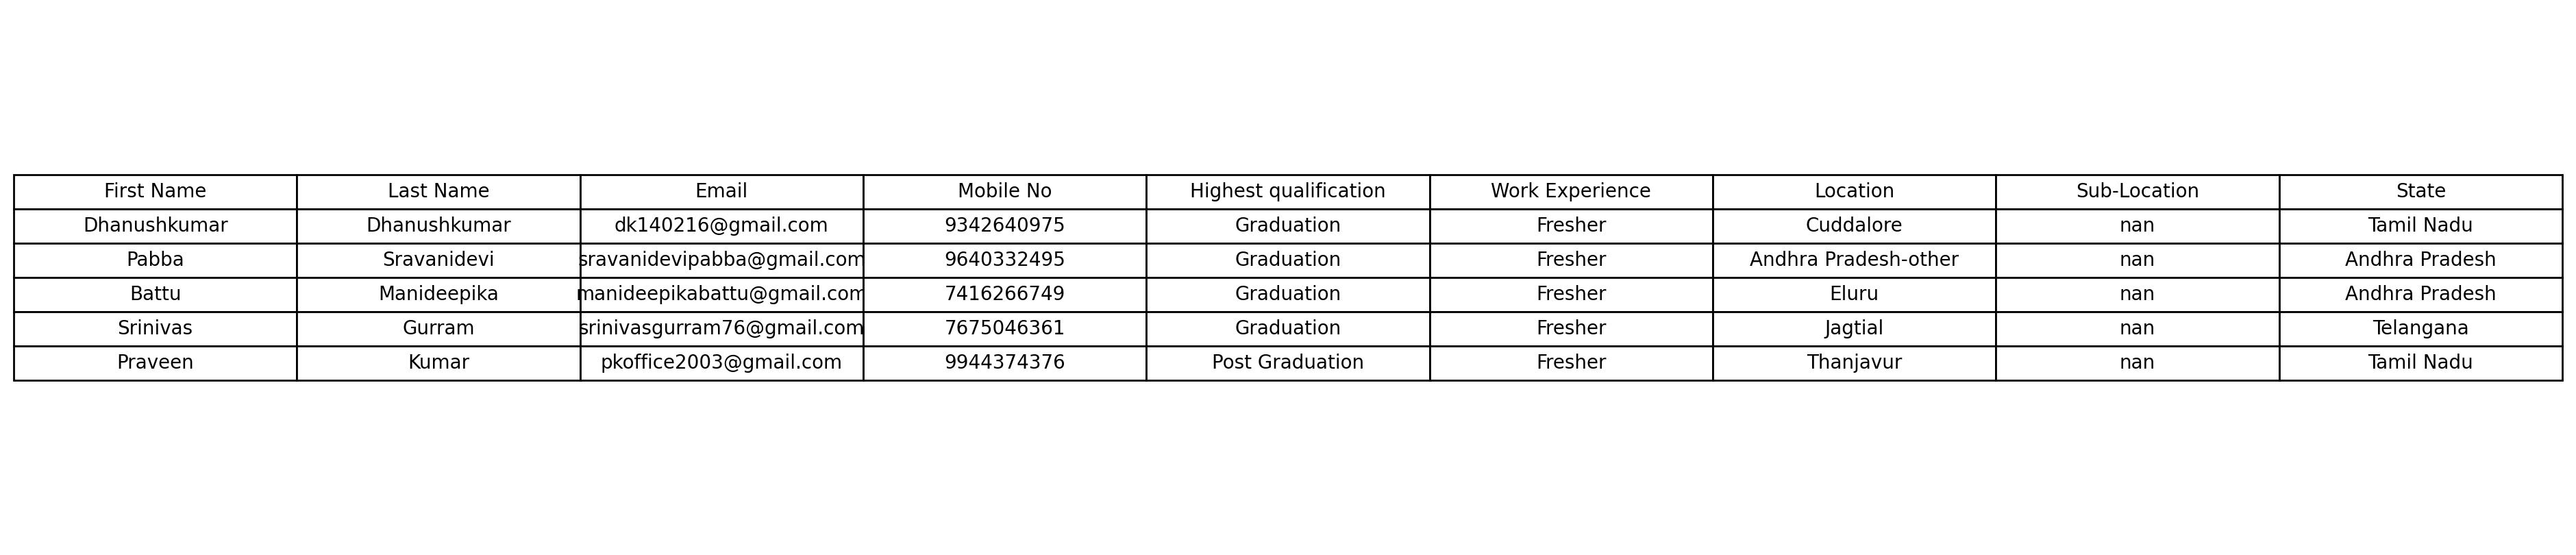 First Name Last Name Email Mobile No Highest qualification Work Experience Location Sub-Location State
Dhanushkumar Dhanushkumar dk140216@gmail.com 9342640975 Graduation Fresher Cuddalore nan Tamil Nadu
Pabba Sravanidevi sravanidevipabba@gmail.com 9640332495 Graduation Fresher Andhra Pradesh-other nan Andhra Pradesh
Battu Manideepika manideepikabattu@gmail.com 7416266749 Graduation Fresher Eluru nan Andhra Pradesh
Srinivas Gurram srinivasgurram76@gmail.com 7675046361 Graduation Fresher Jagtial nan Telangana
Praveen Kumar pkoffice2003@gmail.com 9944374376 Post Graduation Fresher Thanjavur nan Tamil Nadu